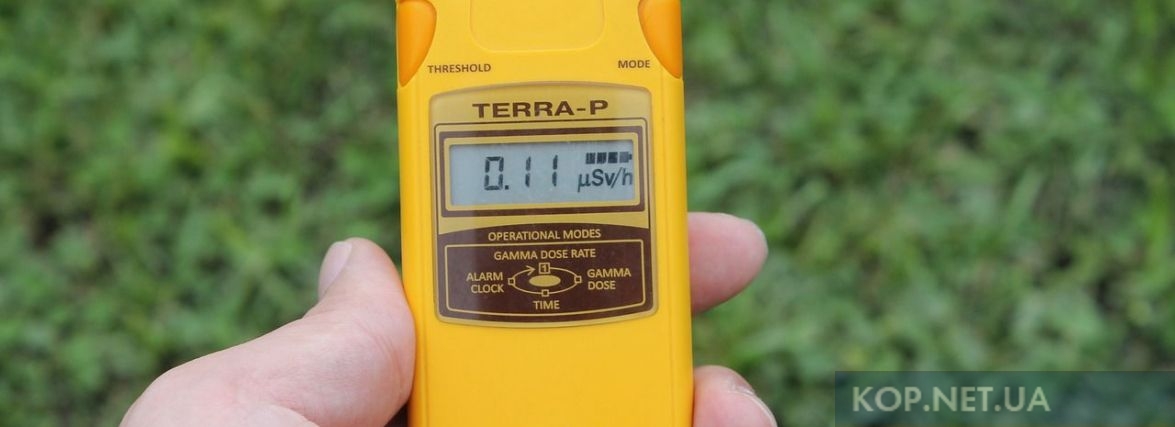 THRESHOLD MODE
TERRA-P
0.11 µSv/h
OPERATIONAL MODES
GAMMA DOSE RATE
1
ALARM CLOCK
GAMMA DOSE
TIME
KOP.NET.UA